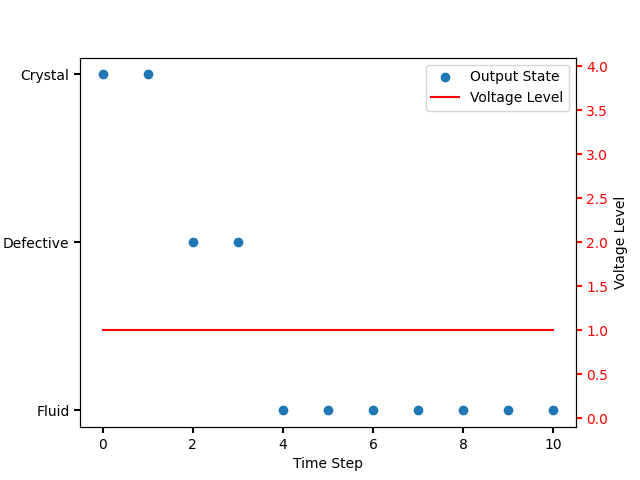 Crystal
Defective
Fluid
0
2
4
6
8
10
Time Step
4.0
3.5
3.0
2.5
2.0
1.5
1.0
0.5
0.0
Voltage Level
Output State
Voltage Level